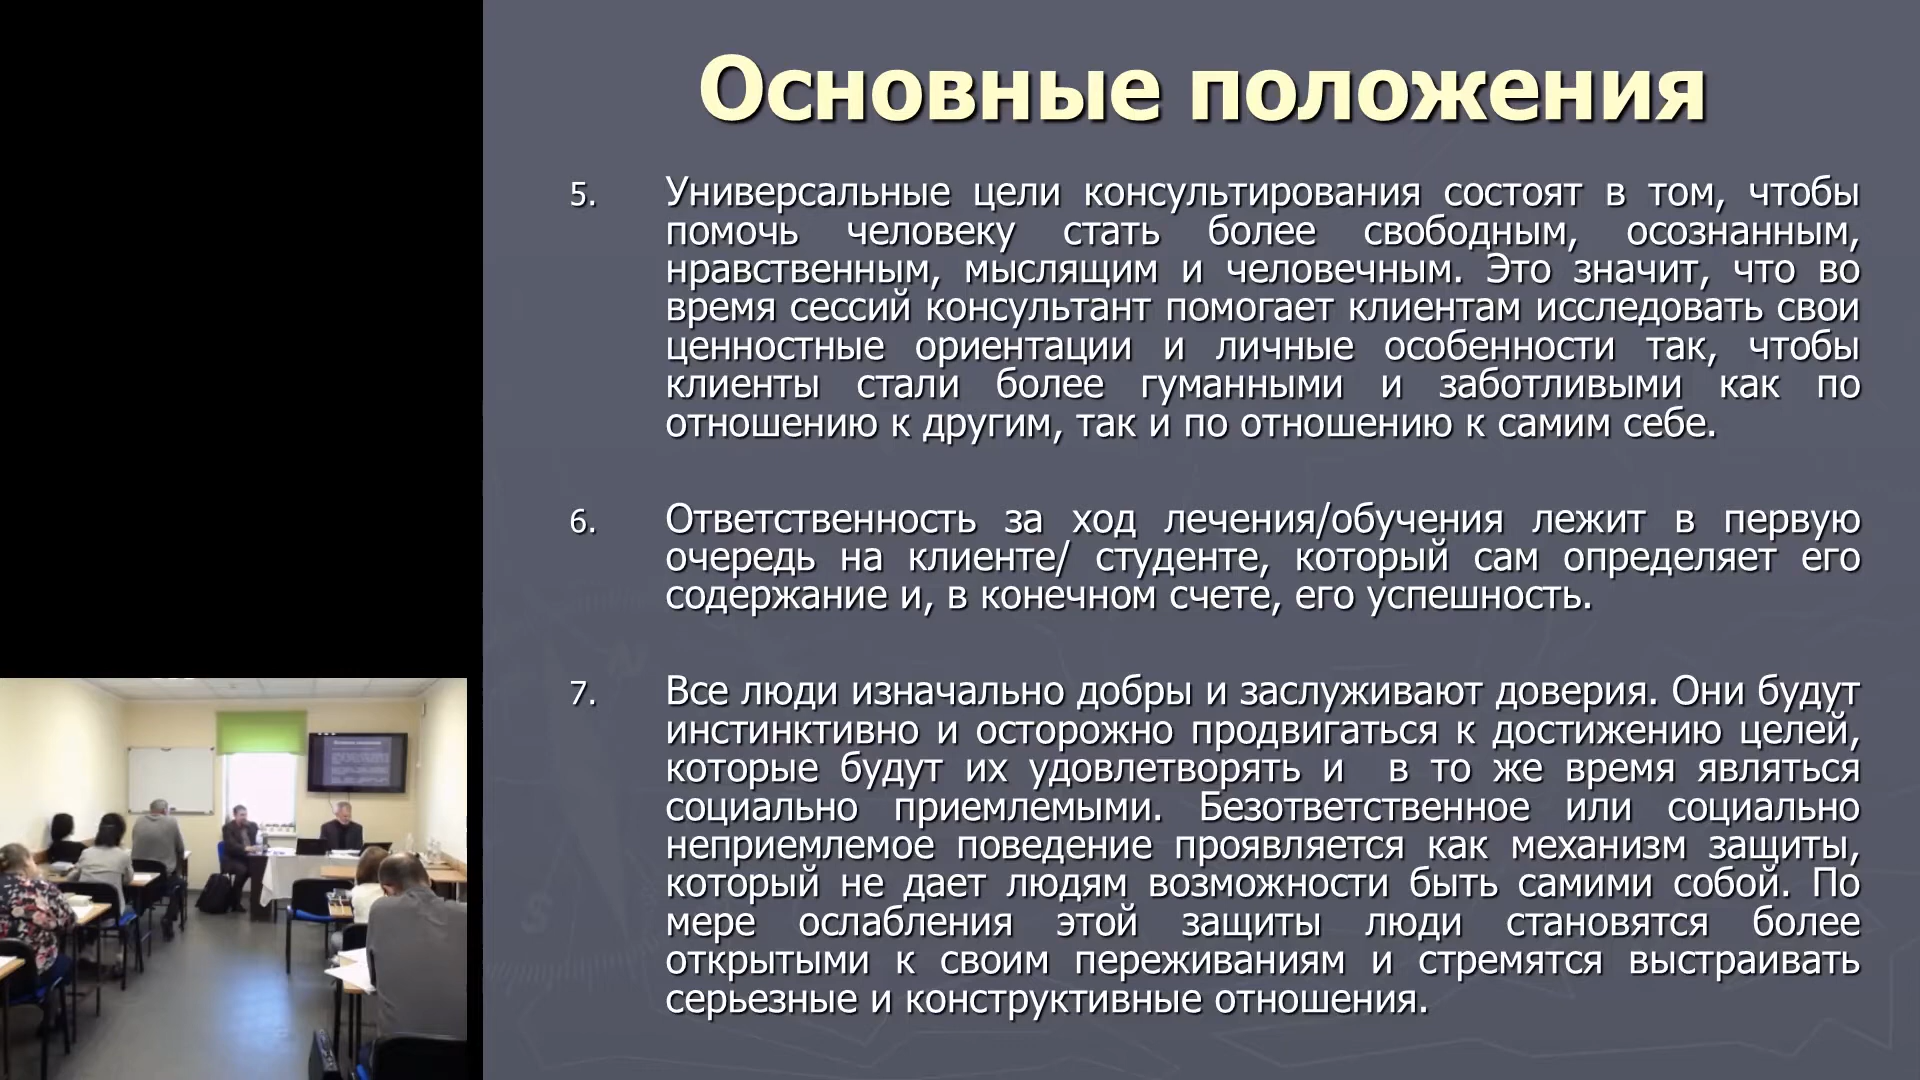 Основные положения
5. Универсальные цели консультирования состоят в том, чтобы
помочь человеку стать более свободным, осознанным,
нравственным, мыслящим и человечным. Это значит, что во
время сессий консультант помогает клиентам исследовать свои
ценностные ориентации и личные особенности так, чтобы
клиенты стали более гуманными и заботливыми как по
отношению к другим, так и по отношению к самим себе.
6. Ответственность за ход лечения/обучения лежит в первую
очередь на клиенте/ студенте, который сам определяет его
содержание и, в конечном счете, его успешность.
7. Все люди изначально добры и заслуживают доверия. Они будут
инстинктивно и осторожно продвигаться к достижению целей,
которые будут их удовлетворять и в то же время являться
социально приемлемыми. Безответственное или социально
неприемлемое поведение проявляется как механизм защиты,
который не дает людям возможности быть самими собой. По
мере ослабления этой защиты люди становятся более
открытыми к своим переживаниям и стремятся выстраивать
серьезные и конструктивные отношения.